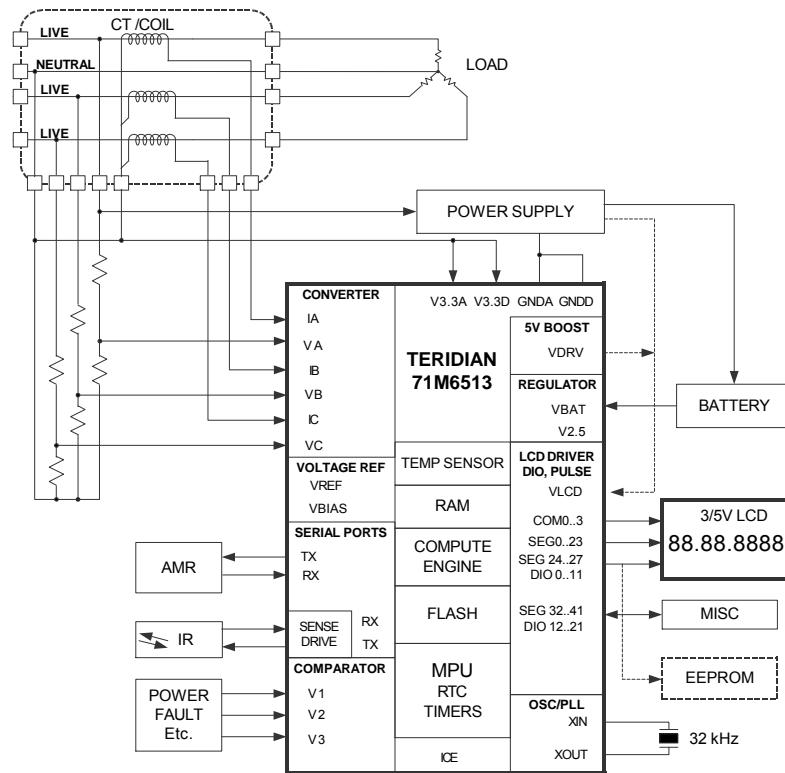 CT /COIL
LIVE
NEUTRAL
LIVE
LIVE
LOAD
POWER SUPPLY
V3.3A V3.3D GNDA GNDD
CONVERTER
IA
VA
IB
VB
IC
VC
TERIDIAN
71M6513
5V BOOST
VDRV
REGULATOR
VBAT
V2.5
BATTERY
VOLTAGE REF
VREF
VBIAS
TEMP SENSOR
RAM
LCD DRIVER
DIO, PULSE
VLCD
COM0..3
SEG0..23
SEG 24..27
DIO 0..11
SEG 32..41
DIO 12..21
3/5V LCD
88.88.8888
SERIAL PORTS
TX
RX
AMR
COMPUTE
ENGINE
FLASH
MISC
IR
SENSE
DRIVE
RX
TX
EEPROM
COMPARATOR
V1
V2
V3
POWER
FAULT
Etc.
MPU
RTC
TIMERS
ICE
OSC/PLL
XIN
XOUT
32 kHz